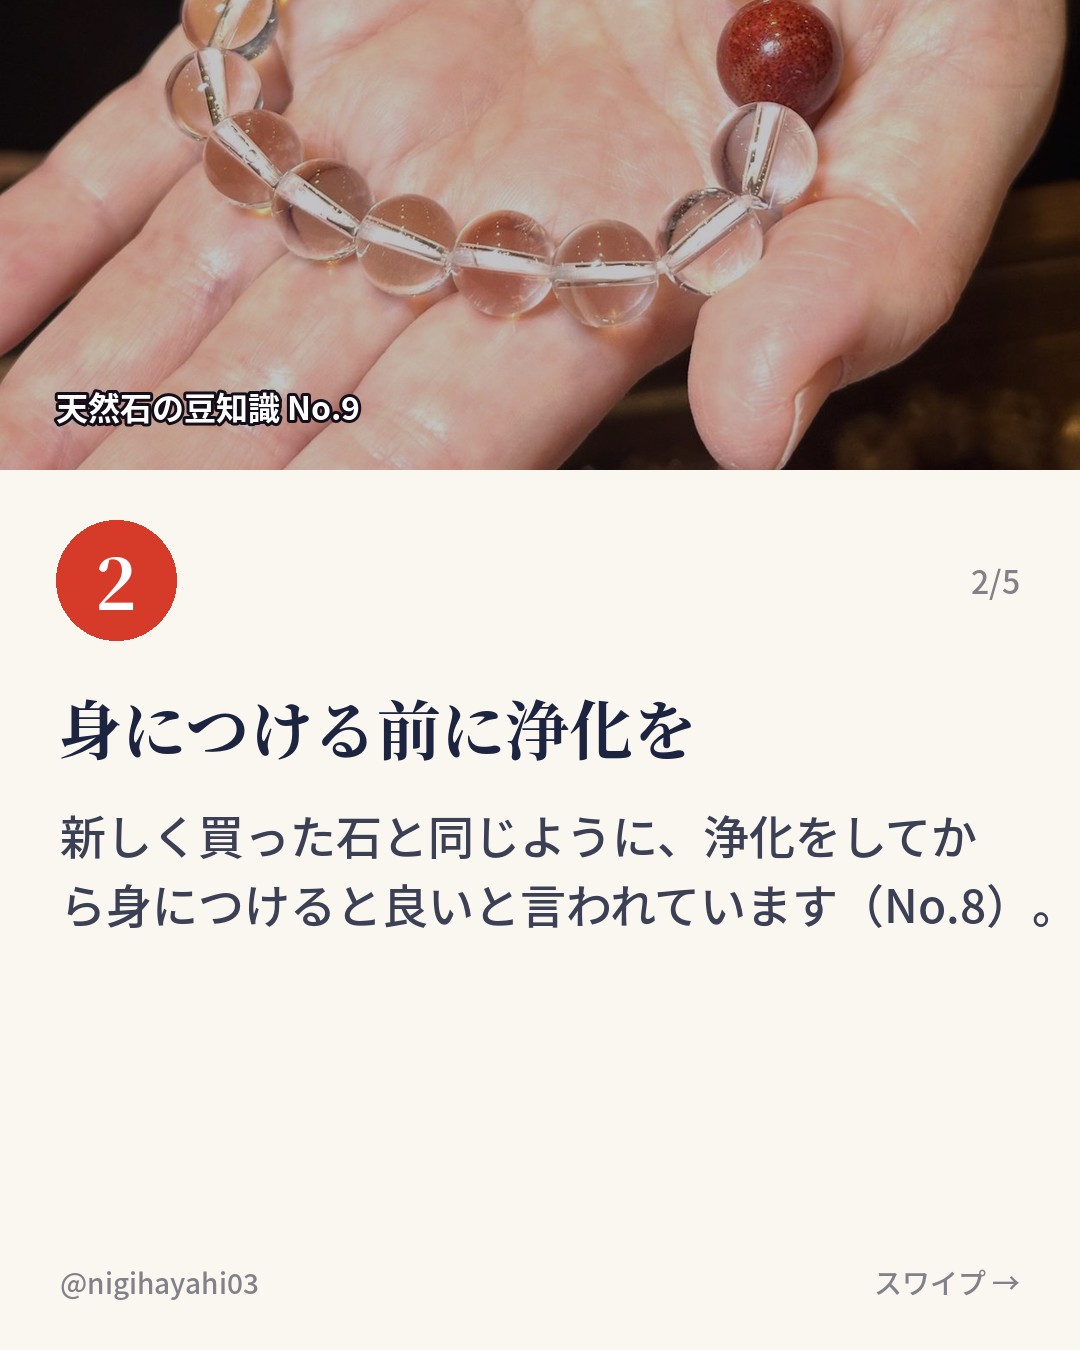 天然石の豆知識 No.9
2
2/5
身につける前に浄化を
新しく買った石と同じように、浄化をしてか
ら身につけると良いと言われています（No.8）。
@nigihayahi03
スワイプ →